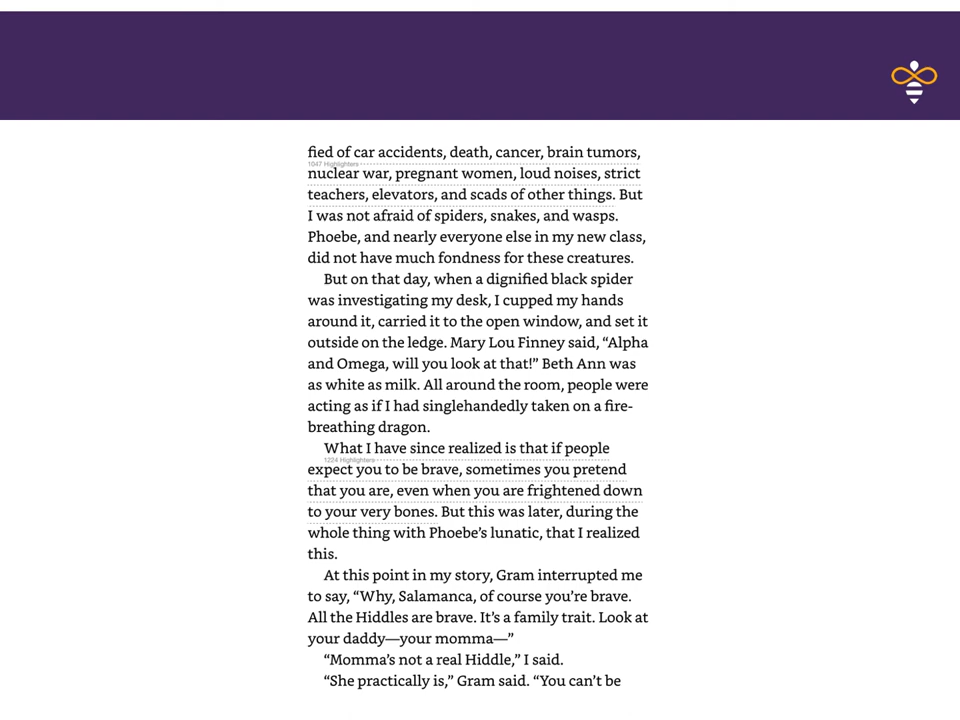 fied of car accidents, death, cancer, brain tumors,
1047 Highlighters
nuclear war, pregnant women, loud noises, strict
teachers, elevators, and scads of other things. But
I was not afraid of spiders, snakes, and wasps.
Phoebe, and nearly everyone else in my new class,
did not have much fondness for these creatures.
But on that day, when a dignified black spider
was investigating my desk, I cupped my hands
around it, carried it to the open window, and set it
outside on the ledge. Mary Lou Finney said, “Alpha
and Omega, will you look at that!” Beth Ann was
as white as milk. All around the room, people were
acting as if I had singlehandedly taken on a fire-
breathing dragon.
What I have since realized is that if people
1224 Highlighters
expect you to be brave, sometimes you pretend
that you are, even when you are frightened down
to your very bones. But this was later, during the
whole thing with Phoebe’s lunatic, that I realized
this.
At this point in my story, Gram interrupted me
to say, “Why, Salamanca, of course you’re brave.
All the Hiddles are brave. It’s a family trait. Look at
your daddy—your momma—”
“Momma’s not a real Hiddle,” I said.
“She practically is,” Gram said. “You can’t be